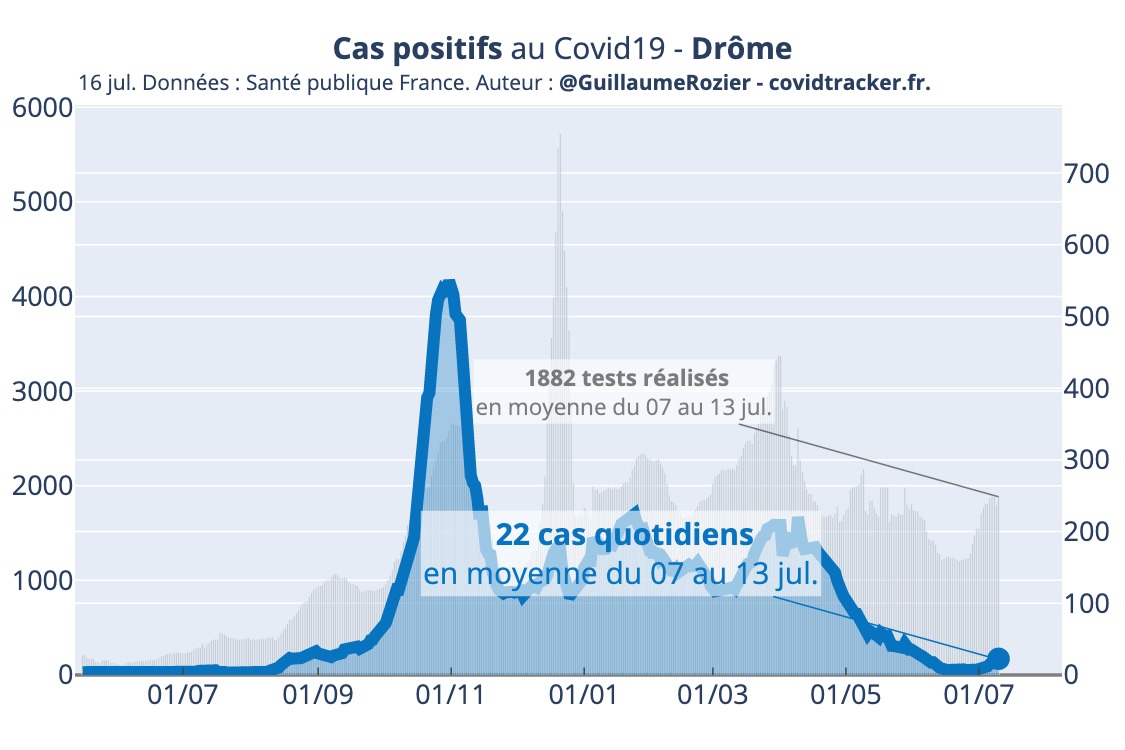 Cas positifs au Covid19 - Drôme
16 jul. Données : Santé publique France. Auteur : @GuillaumeRozier - covidtracker.fr.
6000
5000
4000
3000
2000
1000
0
700
600
500
400
300
200
100
0
1882 tests réalisés
en moyenne du 07 au 13 jul.
22 cas quotidiens
en moyenne du 07 au 13 jul.
01/07 01/09 01/11 01/01 01/03 01/05 01/07